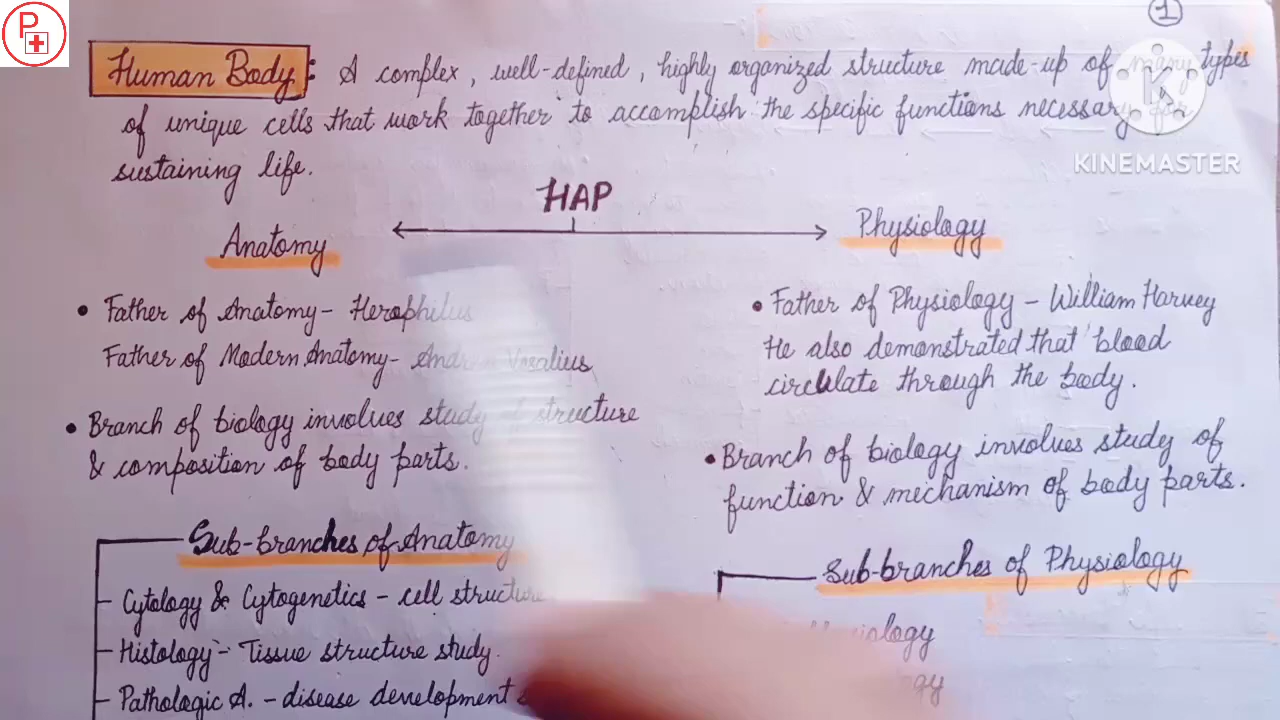 P
1
Human Body : A complex, well-defined, highly organized structure made-up of many types
of unique cells that work together to accomplish the specific functions necessary for
sustaining life.
KINEMASTER
HAP
Anatomy
• Father of Anatomy- Herophilus
Father of Modern Anatomy- Vesalius
• Branch of biology involves study of structure
& composition of body parts.
Sub-branches of Anatomy
Cytology & Cytogenetics - cell structure
Histology - Tissue structure study.
Pathologic A. - disease development
Physiology
• Father of Physiology - William Harvey
He also demonstrated that blood
circulate through the body.
• Branch of biology involves study of
function & mechanism of body parts.
Sub-branches of Physiology